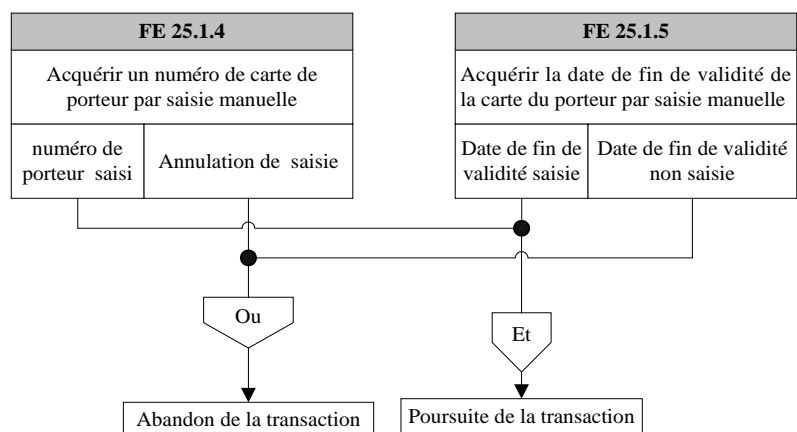 FE 25.1.4
Acquérir un numéro de carte de
porteur par saisie manuelle
numéro de
porteur saisi
Annulation de saisie
FE 25.1.5
Acquérir la date de fin de validité de
la carte du porteur par saisie manuelle
Date de fin de
validité saisie
Date de fin de validité
non saisie
Ou
Et
Abandon de la transaction
Poursuite de la transaction